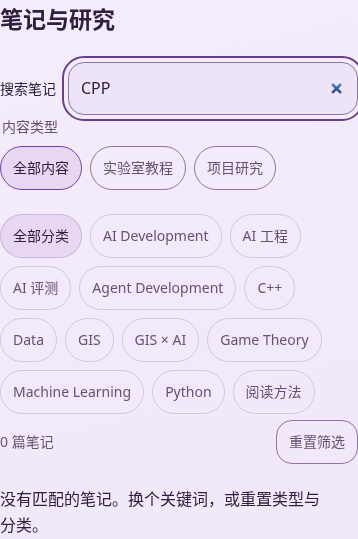 笔记与研究
搜索笔记 CPP
内容类型
全部内容 实验室教程 项目研究
全部分类 AI Development AI 工程
AI 评测 Agent Development C++
Data GIS GIS × AI Game Theory
Machine Learning Python 阅读方法
0 篇笔记 重置筛选
没有匹配的笔记。换个关键词，或重置类型与
分类。